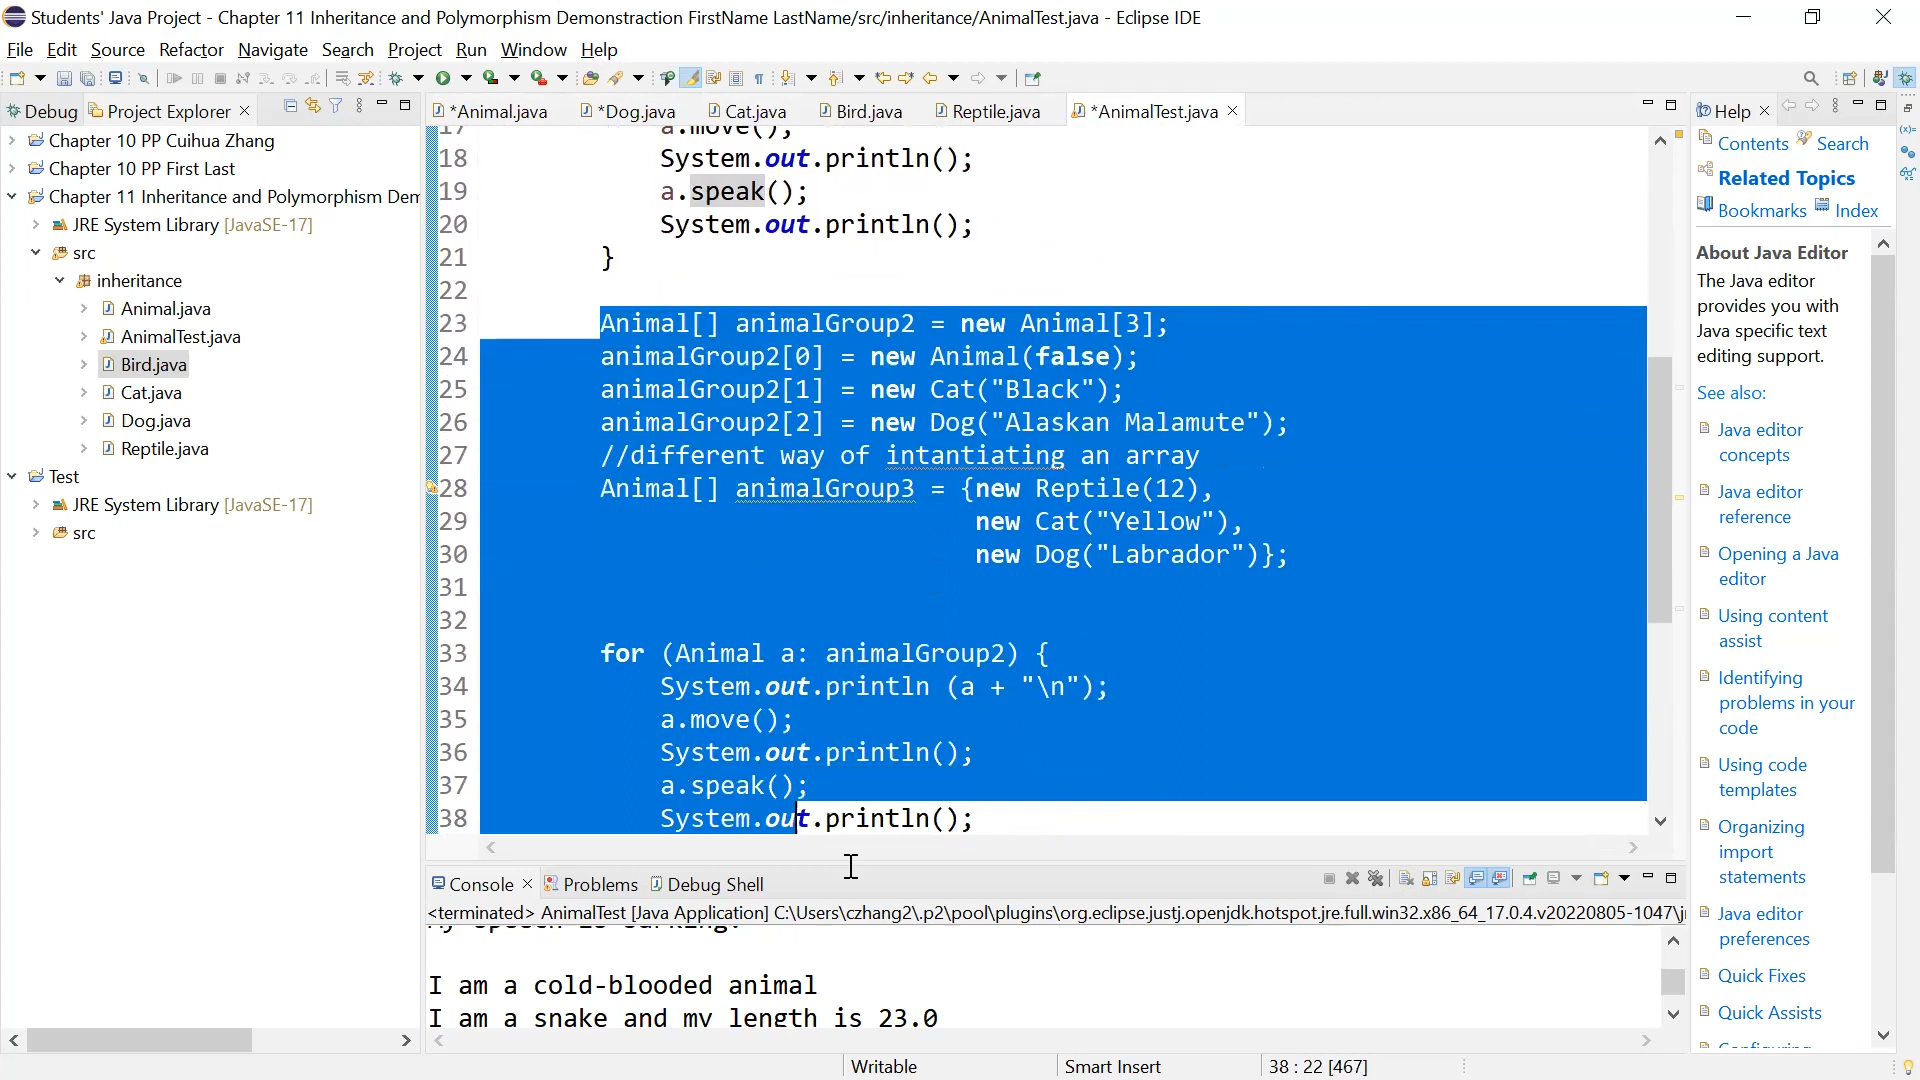 Students' Java Project - Chapter 11 Inheritance and Polymorphism Demonstraction FirstName LastName/src/inheritance/AnimalTest.java - Eclipse IDE
File Edit Source Refactor Navigate Search Project Run Window Help
Debug Project Explorer
Chapter 10 PP Cuihua Zhang
Chapter 10 PP First Last
Chapter 11 Inheritance and Polymorphism Dem
JRE System Library [JavaSE-17]
src
inheritance
Animal.java
AnimalTest.java
Bird.java
Cat.java
Dog.java
Reptile.java
Test
JRE System Library [JavaSE-17]
src
*Animal.java *Dog.java Cat.java Bird.java Reptile.java *AnimalTest.java
17 a.move();
18 System.out.println();
19 a.speak();
20 System.out.println();
21 }
22
23 Animal[] animalGroup2 = new Animal[3];
24 animalGroup2[0] = new Animal(false);
25 animalGroup2[1] = new Cat("Black");
26 animalGroup2[2] = new Dog("Alaskan Malamute");
27 //different way of intantiating an array
28 Animal[] animalGroup3 = {new Reptile(12),
29 new Cat("Yellow"),
30 new Dog("Labrador")};
31
32
33 for (Animal a: animalGroup2) {
34 System.out.println (a + "\n");
35 a.move();
36 System.out.println();
37 a.speak();
38 System.out.println();
Console Problems Debug Shell
<terminated> AnimalTest [Java Application] C:\Users\czhang2\.p2\pool\plugins\org.eclipse.justj.openjdk.hotspot.jre.full.win32.x86_64_17.0.4.v20220805-1047\j
I am a cold-blooded animal
I am a snake and my length is 23.0
Help
Contents Search
Related Topics
Bookmarks Index
About Java Editor
The Java editor
provides you with
Java specific text
editing support.
See also:
Java editor
concepts
Java editor
reference
Opening a Java
editor
Using content
assist
Identifying
problems in your
code
Using code
templates
Organizing
import
statements
Java editor
preferences
Quick Fixes
Quick Assists
Writable Smart Insert 38 : 22 [467]